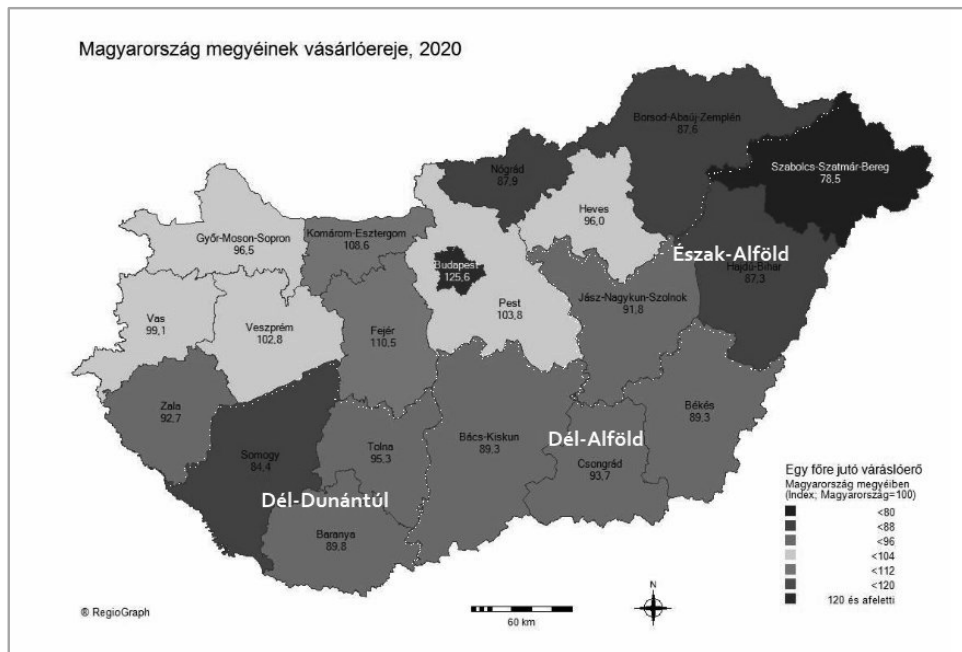 Magyarország megyéinek vásárlóereje, 2020
Borsod-Abaúj-Zemplén
87,6
Szabolcs-Szatmár-Bereg
78,5
Nógrád
87,9
Heves
96,0
Győr-Moson-Sopron
96,5
Komárom-Esztergom
108,6
Budapest
125,6
Észak-Alföld
Hajdú-Bihar
87,3
Jász-Nagykun-Szolnok
91,8
Pest
103,8
Vas
99,1
Veszprém
102,8
Fejér
110,5
Zala
92,7
Békés
89,3
Bács-Kiskun
89,3
Dél-Alföld
Tolna
95,3
Somogy
84,4
Csongrád
93,7
Dél-Dunántúl
Baranya
89,8
Egy főre jutó váráslóerő
Magyarország megyéiben
(Index; Magyarország=100)
<80
<88
<96
<104
<112
<120
120 és afeletti
© RegioGraph
60 km
N